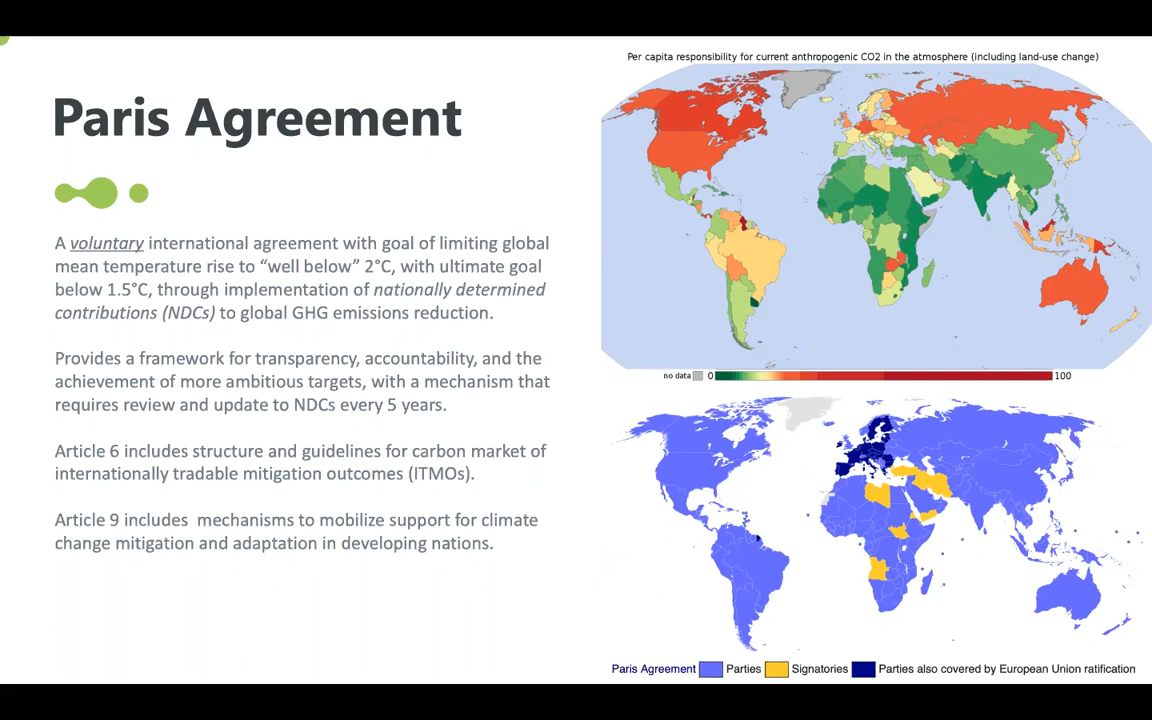 Paris Agreement
A voluntary international agreement with goal of limiting global
mean temperature rise to “well below” 2°C, with ultimate goal
below 1.5°C, through implementation of nationally determined
contributions (NDCs) to global GHG emissions reduction.
Provides a framework for transparency, accountability, and the
achievement of more ambitious targets, with a mechanism that
requires review and update to NDCs every 5 years.
Article 6 includes structure and guidelines for carbon market of
internationally tradable mitigation outcomes (ITMOs).
Article 9 includes  mechanisms to mobilize support for climate
change mitigation and adaptation in developing nations.
Per capita responsibility for current anthropogenic CO2 in the atmosphere (including land-use change)
no data 0 100
Paris Agreement Parties Signatories Parties also covered by European Union ratification